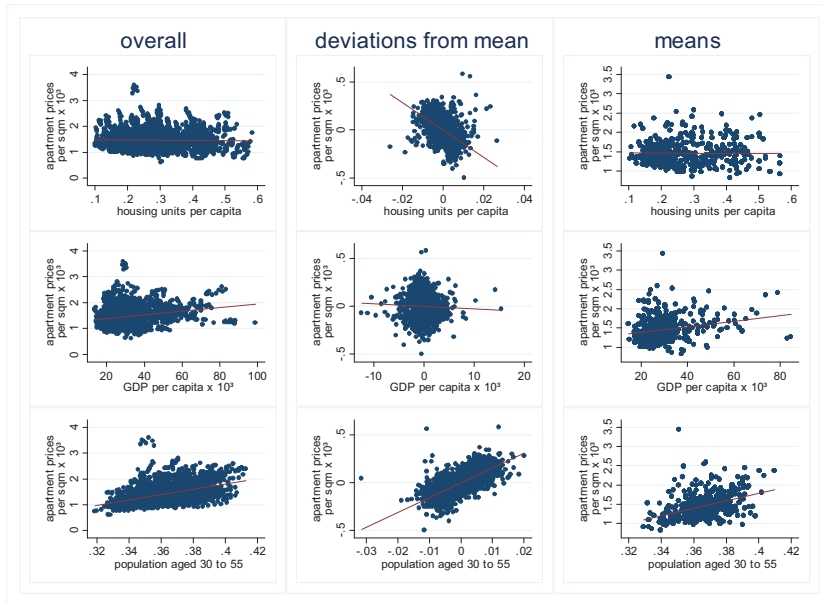 overall
deviations from mean
means
apartment prices
per sqm x 10³
4
3
2
1
0
.1 .2 .3 .4 .5 .6
housing units per capita
apartment prices
per sqm x 10³
.5
0
-.5
-.04 -.02 0 .02 .04
housing units per capita
apartment prices
per sqm x 10³
3.5
3
2.5
2
1.5
1
.1 .2 .3 .4 .5 .6
housing units per capita
apartment prices
per sqm x 10³
4
3
2
1
0
20 40 60 80 100
GDP per capita x 10³
apartment prices
per sqm x 10³
.5
0
-.5
-10 0 10 20
GDP per capita x 10³
apartment prices
per sqm x 10³
3.5
3
2.5
2
1.5
1
20 40 60 80
GDP per capita x 10³
apartment prices
per sqm x 10³
4
3
2
1
0
.32 .34 .36 .38 .4 .42
population aged 30 to 55
apartment prices
per sqm x 10³
.5
0
-.5
-.03 -.02 -.01 0 .01 .02
population aged 30 to 55
apartment prices
per sqm x 10³
3.5
3
2.5
2
1.5
1
.32 .34 .36 .38 .4 .42
population aged 30 to 55